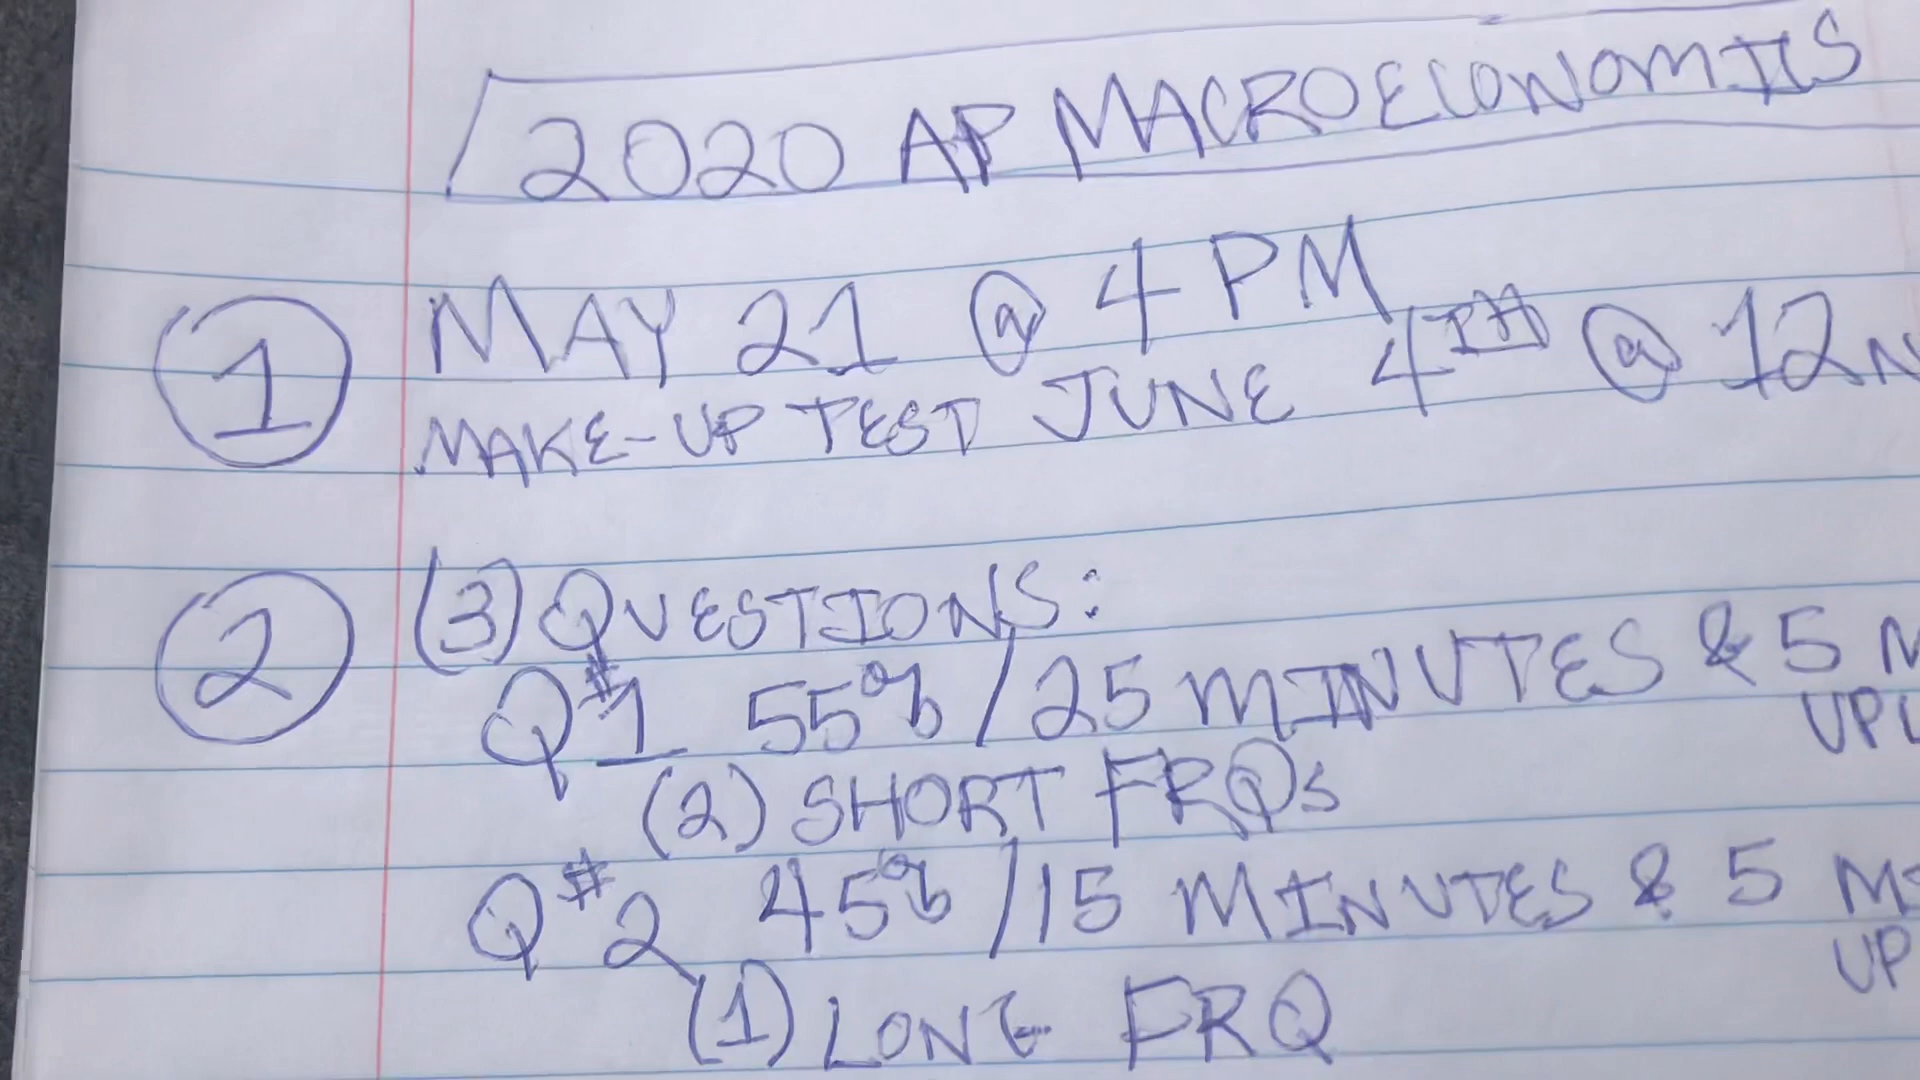 2020 AP MACROECONOMICS
1 MAY 21 @ 4 PM
MAKE-UP TEST JUNE 4TH @ 12
2 (3) QUESTIONS:
Q#1 55% / 25 MINUTES & 5
(2) SHORT FRQs
Q#2 45% / 15 MINUTES & 5
UP
(1) LONG FRQ